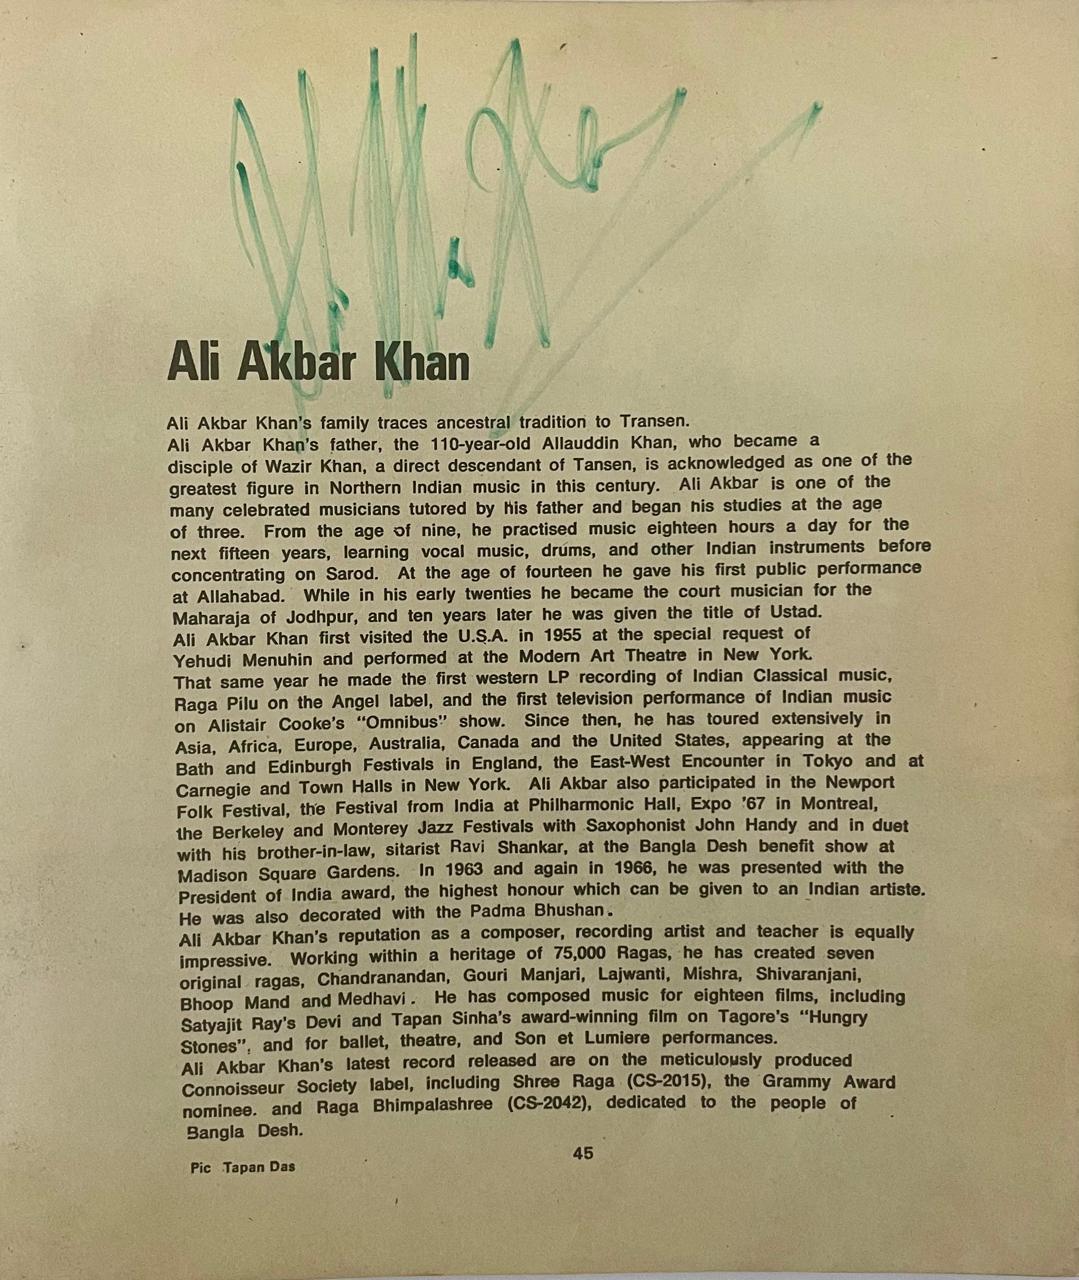 Ali Akbar Khan
Ali Akbar Khan's family traces ancestral tradition to Transen.
Ali Akbar Khan's father, the 110-year-old Allauddin Khan, who became a
disciple of Wazir Khan, a direct descendant of Tansen, is acknowledged as one of the
greatest figure in Northern Indian music in this century. Ali Akbar is one of the
many celebrated musicians tutored by his father and began his studies at the age
of three. From the age of nine, he practised music eighteen hours a day for the
next fifteen years, learning vocal music, drums, and other Indian instruments before
concentrating on Sarod. At the age of fourteen he gave his first public performance
at Allahabad. While in his early twenties he became the court musician for the
Maharaja of Jodhpur, and ten years later he was given the title of Ustad.
Ali Akbar Khan first visited the U.S.A. in 1955 at the special request of
Yehudi Menuhin and performed at the Modern Art Theatre in New York.
That same year he made the first western LP recording of Indian Classical music,
Raga Pilu on the Angel label, and the first television performance of Indian music
on Alistair Cooke's "Omnibus" show. Since then, he has toured extensively in
Asia, Africa, Europe, Australia, Canada and the United States, appearing at the
Bath and Edinburgh Festivals in England, the East-West Encounter in Tokyo and at
Carnegie and Town Halls in New York. Ali Akbar also participated in the Newport
Folk Festival, the Festival from India at Philharmonic Hall, Expo '67 in Montreal,
the Berkeley and Monterey Jazz Festivals with Saxophonist John Handy and in duet
with his brother-in-law, sitarist Ravi Shankar, at the Bangla Desh benefit show at
Madison Square Gardens. In 1963 and again in 1966, he was presented with the
President of India award, the highest honour which can be given to an Indian artiste.
He was also decorated with the Padma Bhushan.
Ali Akbar Khan's reputation as a composer, recording artist and teacher is equally
impressive. Working within a heritage of 75,000 Ragas, he has created seven
original ragas, Chandranandan, Gouri Manjari, Lajwanti, Mishra, Shivaranjani,
Bhoop Mand and Medhavi. He has composed music for eighteen films, including
Satyajit Ray's Devi and Tapan Sinha's award-winning film on Tagore's "Hungry
Stones", and for ballet, theatre, and Son et Lumiere performances.
Ali Akbar Khan's latest record released are on the meticulously produced
Connoisseur Society label, including Shree Raga (CS-2015), the Grammy Award
nominee. and Raga Bhimpalashree (CS-2042), dedicated to the people of
Bangla Desh.
45
Pic Tapan Das